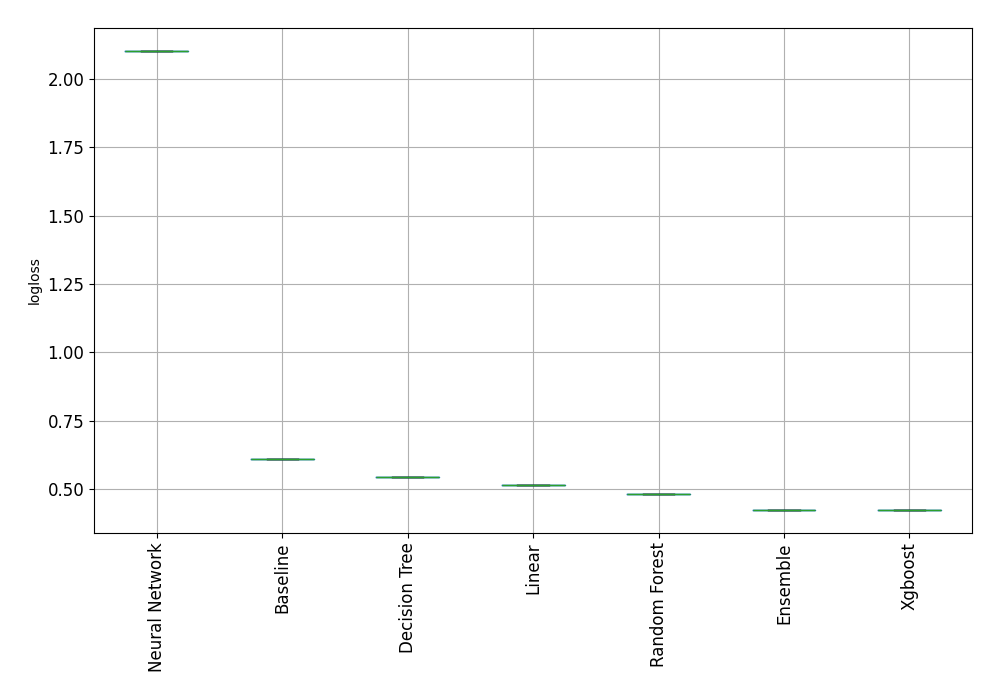 2.00
1.75
1.50
1.25
1.00
0.75
0.50
logloss
Neural Network
Baseline
Decision Tree
Linear
Random Forest
Ensemble
Xgboost